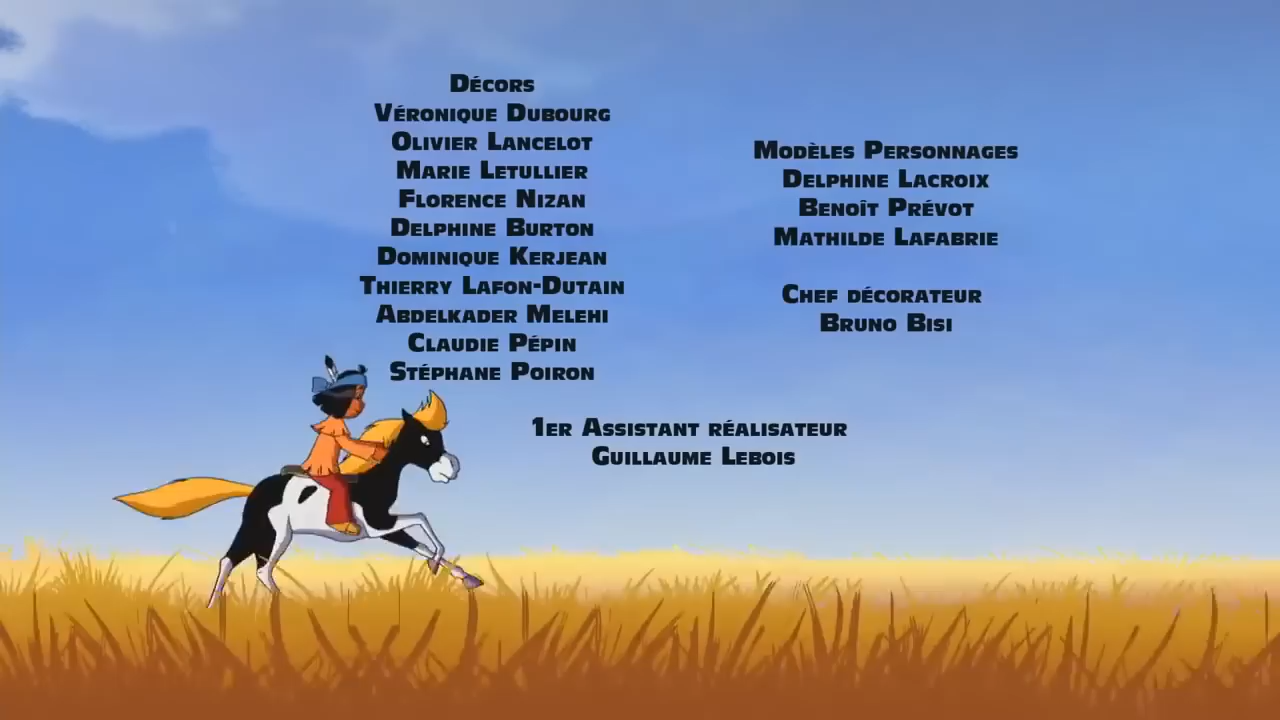 Décors
Véronique Dubourg
Olivier Lancelot
Marie Letullier
Florence Nizan
Delphine Burton
Dominique Kerjean
Thierry Lafon-Dutain
Abdelkader Melehi
Claudie Pépin
Stéphane Poiron
Modèles Personnages
Delphine Lacroix
Benoît Prévot
Mathilde Lafabrie
Chef décorateur
Bruno Bisi
1er Assistant réalisateur
Guillaume Lebois